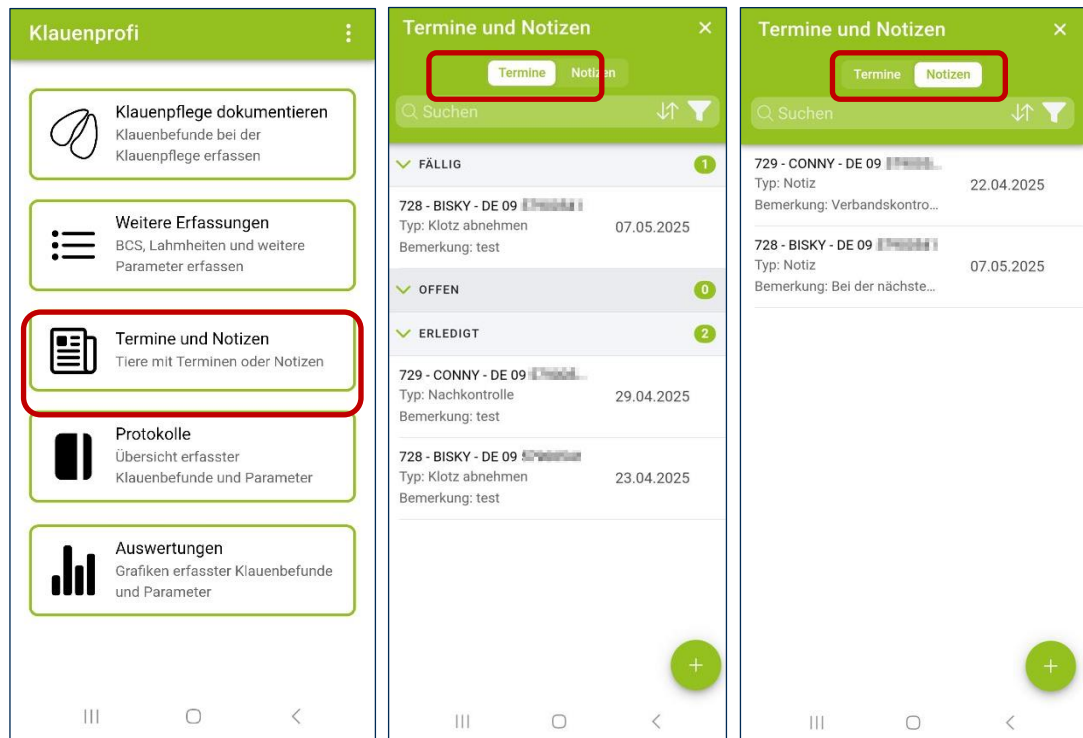 Klauenprofi
Klauenpflege dokumentieren
Klauenbefunde bei der
Klauenpflege erfassen
Weitere Erfassungen
BCS, Lahmheiten und weitere
Parameter erfassen
Termine und Notizen
Tiere mit Terminen oder Notizen
Protokolle
Übersicht erfasster
Klauenbefunde und Parameter
Auswertungen
Grafiken erfasster Klauenbefunde
und Parameter
Termine und Notizen
Termine Notizen
Suchen
FÄLLIG 1
728 - BISKY - DE 09
Typ: Klotz abnehmen 07.05.2025
Bemerkung: test
OFFEN 0
ERLEDIGT 2
729 - CONNY - DE 09
Typ: Nachkontrolle 29.04.2025
Bemerkung: test
728 - BISKY - DE 09
Typ: Klotz abnehmen 23.04.2025
Bemerkung: test
Termine und Notizen
Termine Notizen
Suchen
729 - CONNY - DE 09
Typ: Notiz 22.04.2025
Bemerkung: Verbandskontro...
728 - BISKY - DE 09
Typ: Notiz 07.05.2025
Bemerkung: Bei der nächste...